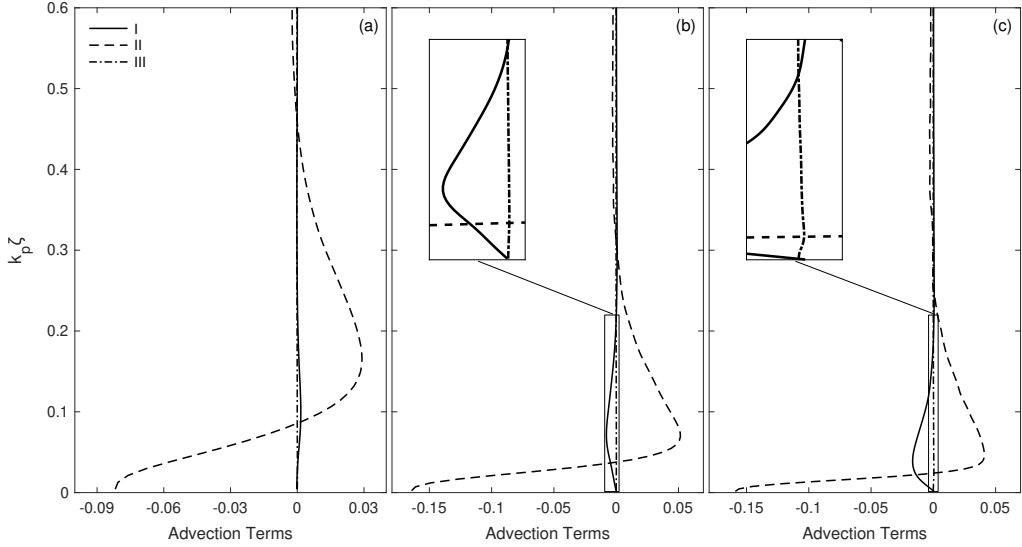 (a) (b) (c)
I
II
III
0.6
0.5
0.4
0.3
0.2
0.1
0
k_p ζ
-0.09 -0.06 -0.03 0 0.03
-0.15 -0.1 -0.05 0 0.05
-0.15 -0.1 -0.05 0 0.05
Advection Terms Advection Terms Advection Terms